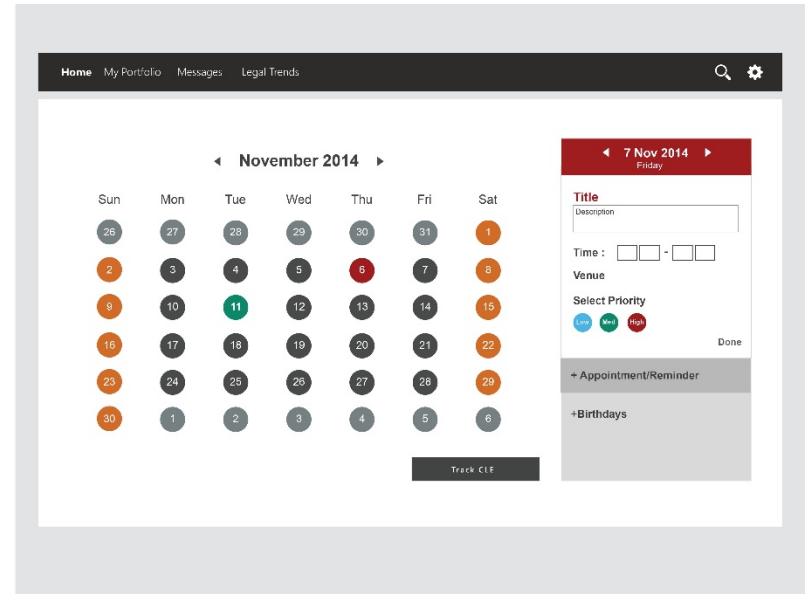 Home My Portfolio Messages Legal Trends
November 2014
Sun Mon Tue Wed Thu Fri Sat
26 27 28 29 30 31 1
2 3 4 5 6 7 8
9 10 11 12 13 14 15
16 17 18 19 20 21 22
23 24 25 26 27 28 29
30 1 2 3 4 5 6
Track CLE
7 Nov 2014
Friday
Title
Description
Time : -
Venue
Select Priority
Low Med High
Done
+ Appointment/Reminder
+Birthdays